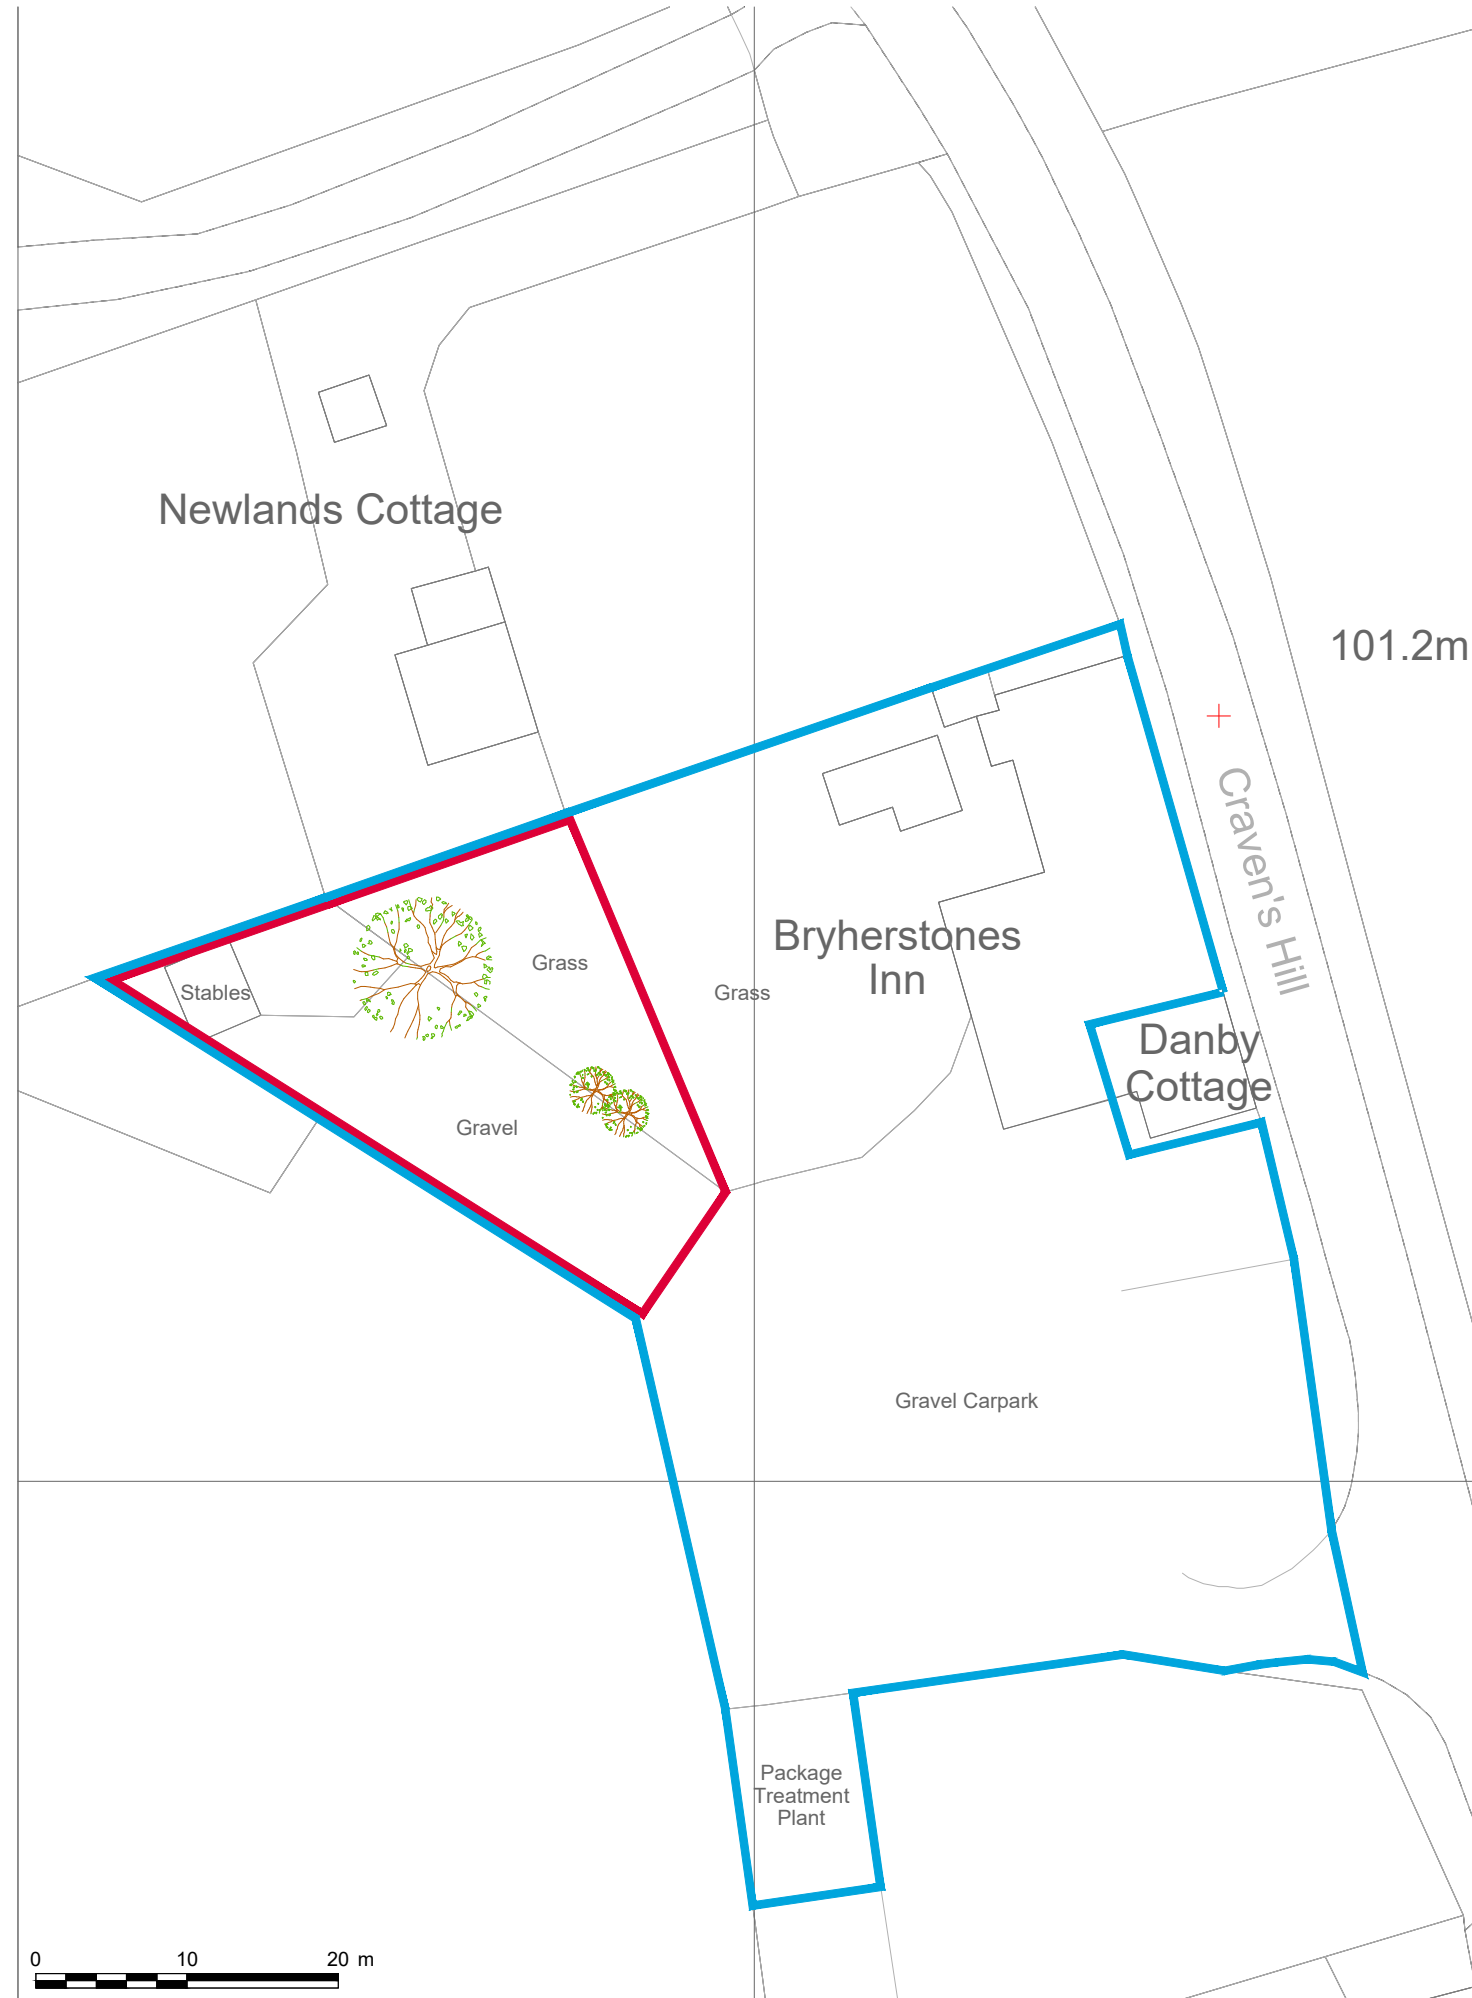 Newlands Cottage
101.2m
Craven's Hill
Bryherstones
Inn
Grass
Grass
Stables
Danby
Cottage
Gravel
Gravel Carpark
Package
Treatment
Plant
0 10 20 m